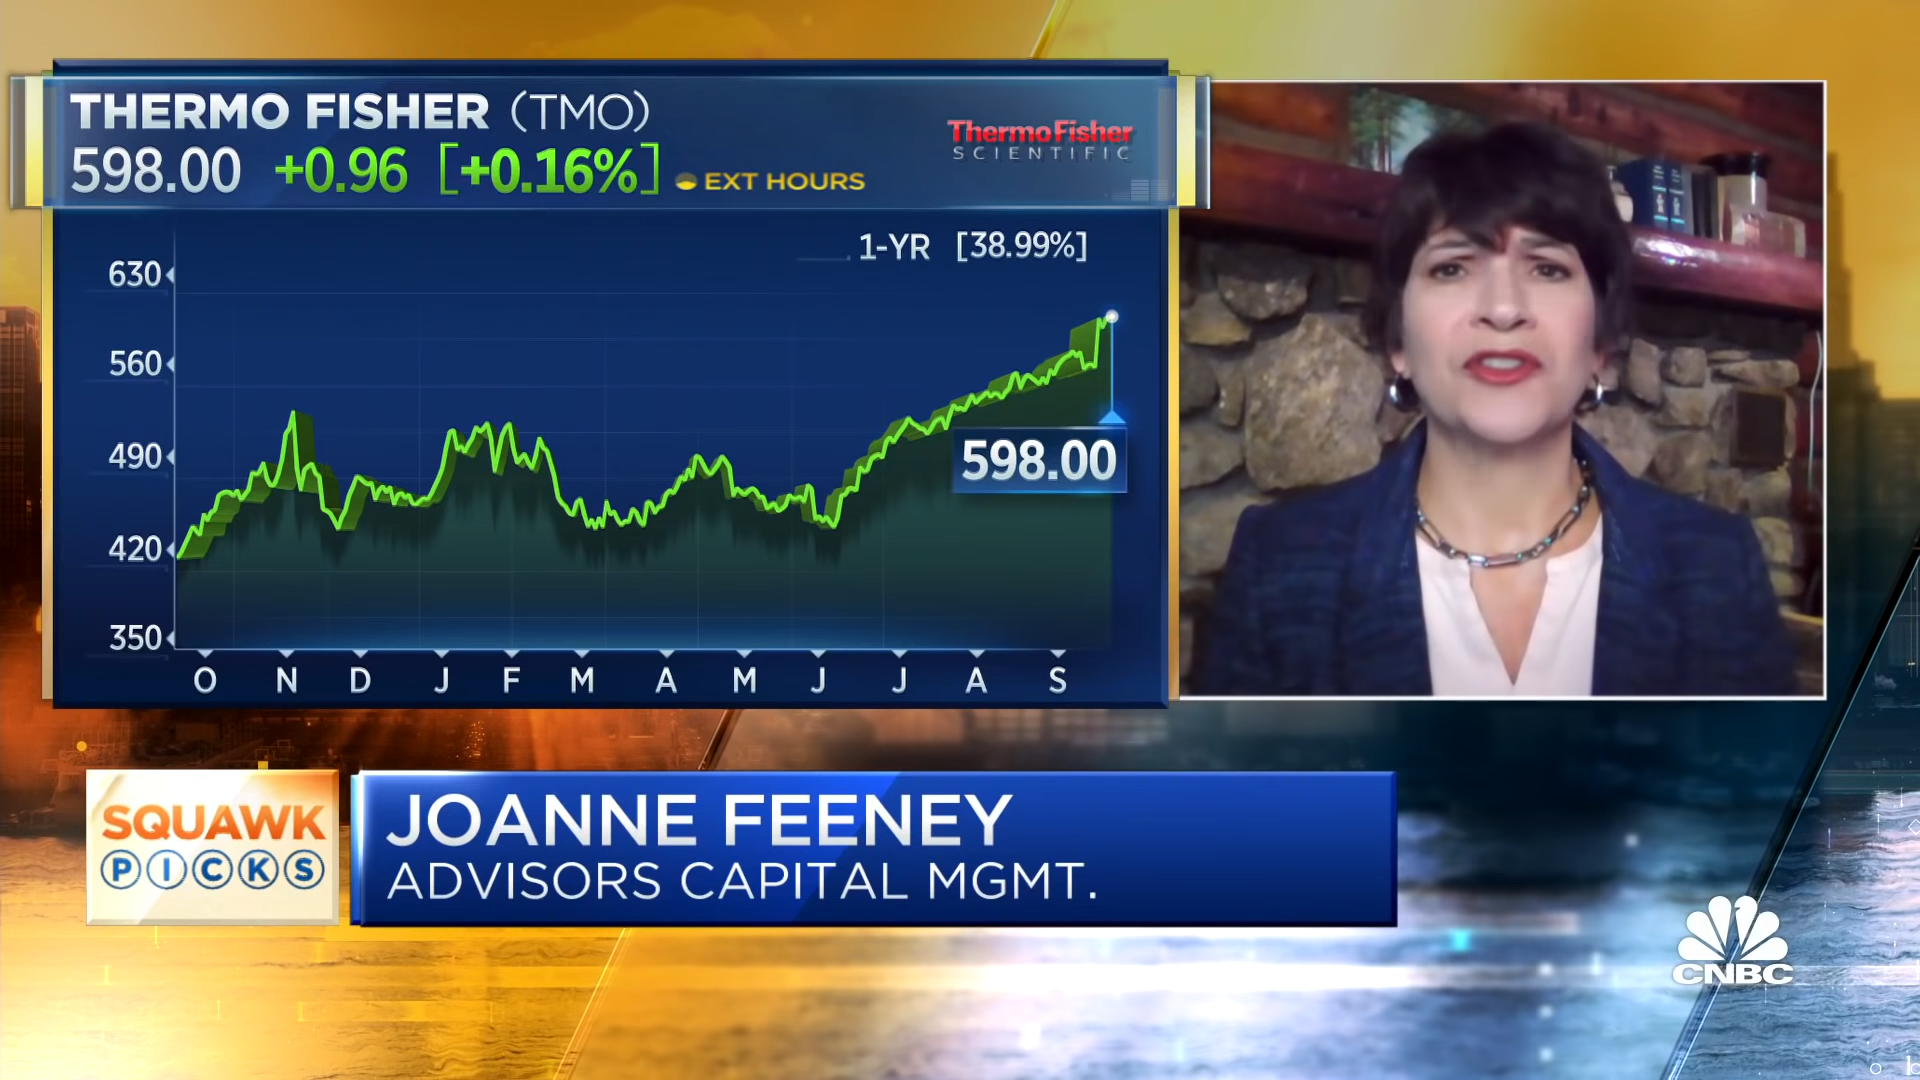 THERMO FISHER (TMO)
598.00 +0.96 [+0.16%] EXT HOURS
ThermoFisher
SCIENTIFIC
1-YR [38.99%]
630
560
490
420
350
598.00
O N D J F M A M J J A S
SQUAWK
PICKS
JOANNE FEENEY
ADVISORS CAPITAL MGMT.
CNBC